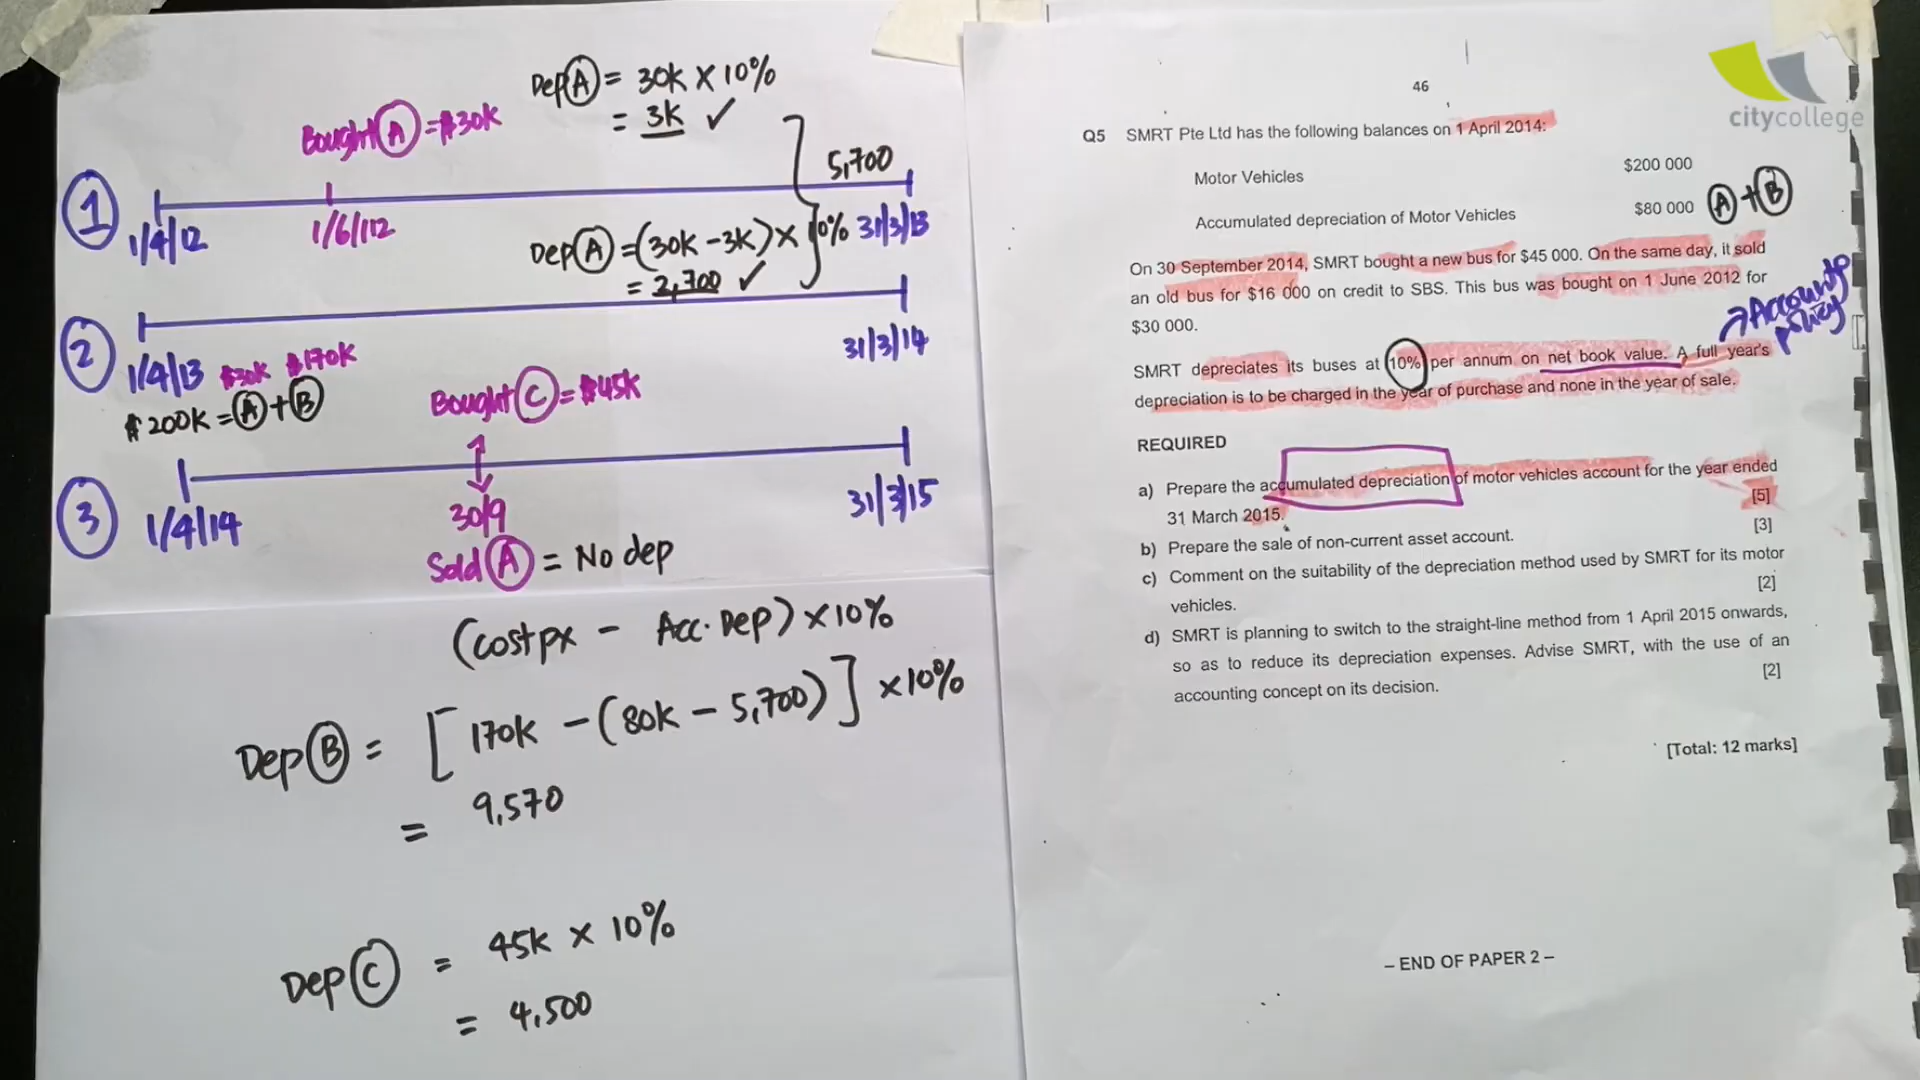 Dep(A) = 30k × 10%
= 3k ✓
Bought (A) = $30k
5,700
1
1/4/12
1/6/112
31/3/13
Dep(A) = (30k - 3k) × 10%
= 2,700 ✓
2
1/4/13
31/3/14
$30k $170k
$200k = (A) + (B)
Bought (C) = $45k
3
1/4/14
30/9
31/3/15
Sold (A) = No dep
(cost px - Acc. Dep) × 10%
Dep(B) = [170k - (80k - 5,700)] × 10%
= 9,570
Dep(C) = 45k × 10%
= 4,500
citycollege
46
Q5 SMRT Pte Ltd has the following balances on 1 April 2014:
Motor Vehicles $200 000
Accumulated depreciation of Motor Vehicles $80 000 (A) + (B)
On 30 September 2014, SMRT bought a new bus for $45 000. On the same day, it sold
an old bus for $16 000 on credit to SBS. This bus was bought on 1 June 2012 for
$30 000.
→ Accounting policy
SMRT depreciates its buses at 10% per annum on net book value. A full year's
depreciation is to be charged in the year of purchase and none in the year of sale.
REQUIRED
a) Prepare the accumulated depreciation of motor vehicles account for the year ended
31 March 2015. [5]
b) Prepare the sale of non-current asset account. [3]
c) Comment on the suitability of the depreciation method used by SMRT for its motor
vehicles. [2]
d) SMRT is planning to switch to the straight-line method from 1 April 2015 onwards,
so as to reduce its depreciation expenses. Advise SMRT, with the use of an
accounting concept on its decision. [2]
[Total: 12 marks]
– END OF PAPER 2 –